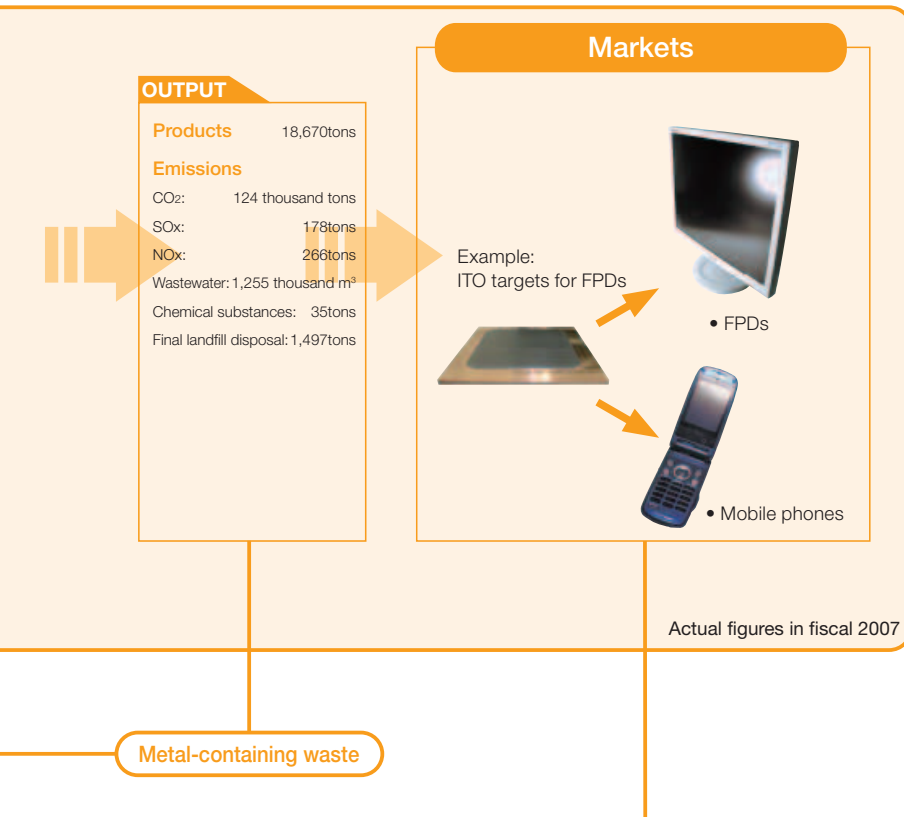 Markets
OUTPUT
Products 18,670tons
Emissions
CO2: 124 thousand tons
SOx: 178tons
NOx: 266tons
Wastewater: 1,255 thousand m³
Chemical substances: 35tons
Final landfill disposal: 1,497tons
Example:
ITO targets for FPDs
• FPDs
• Mobile phones
Actual figures in fiscal 2007
Metal-containing waste